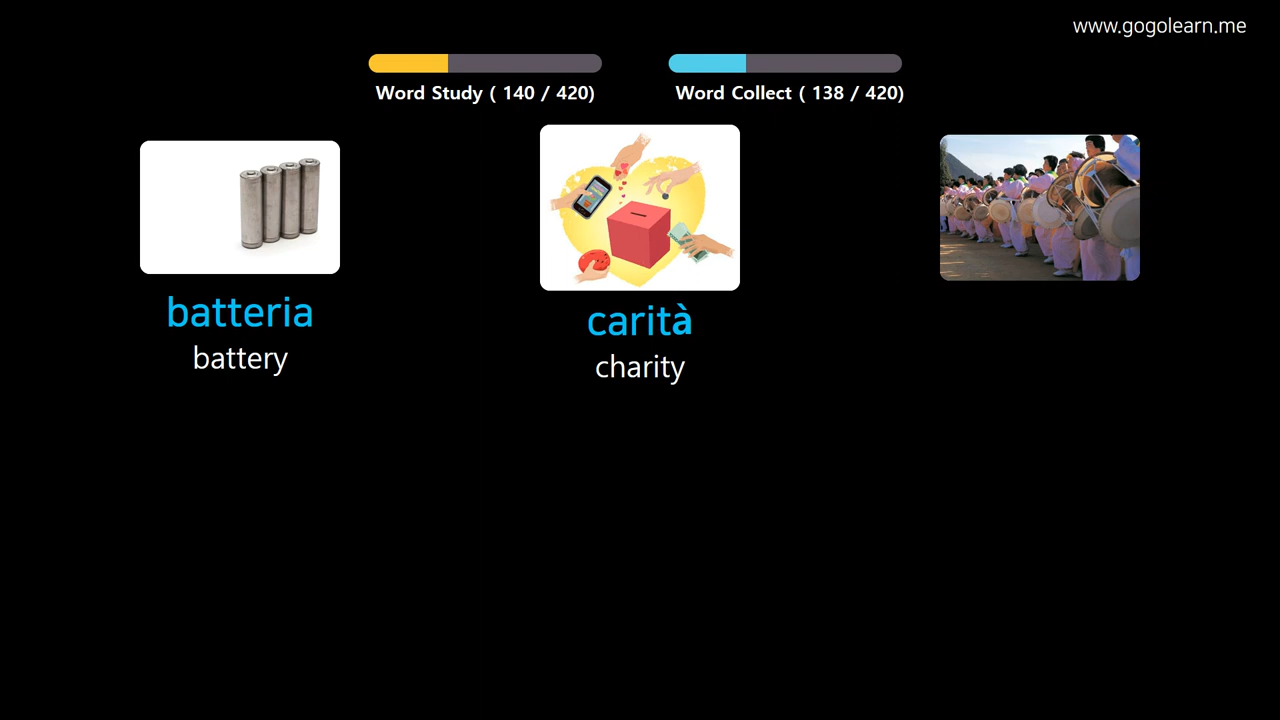 www.gogolearn.me
Word Study ( 140 / 420)
Word Collect ( 138 / 420)
batteria
battery
carità
charity